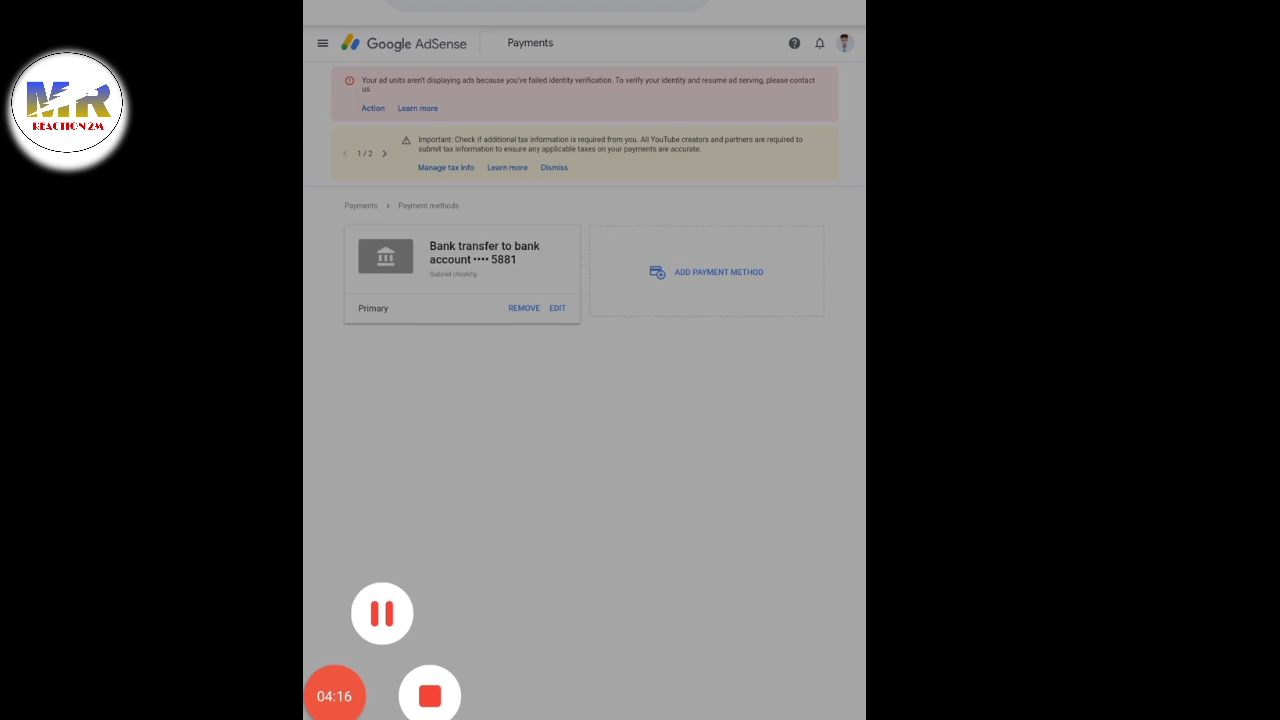 Google AdSense
Payments
MR
REACTION 2M
Your ad units aren't displaying ads because you've failed identity verification. To verify your identity and resume ad serving, please contact
us.
Action Learn more
1 / 2
Important: Check if additional tax information is required from you. All YouTube creators and partners are required to
submit tax information to ensure any applicable taxes on your payments are accurate.
Manage tax info Learn more Dismiss
Payments > Payment methods
Bank transfer to bank
account •••• 5881
Gabriel chorkhy
Primary
REMOVE EDIT
ADD PAYMENT METHOD
04:16